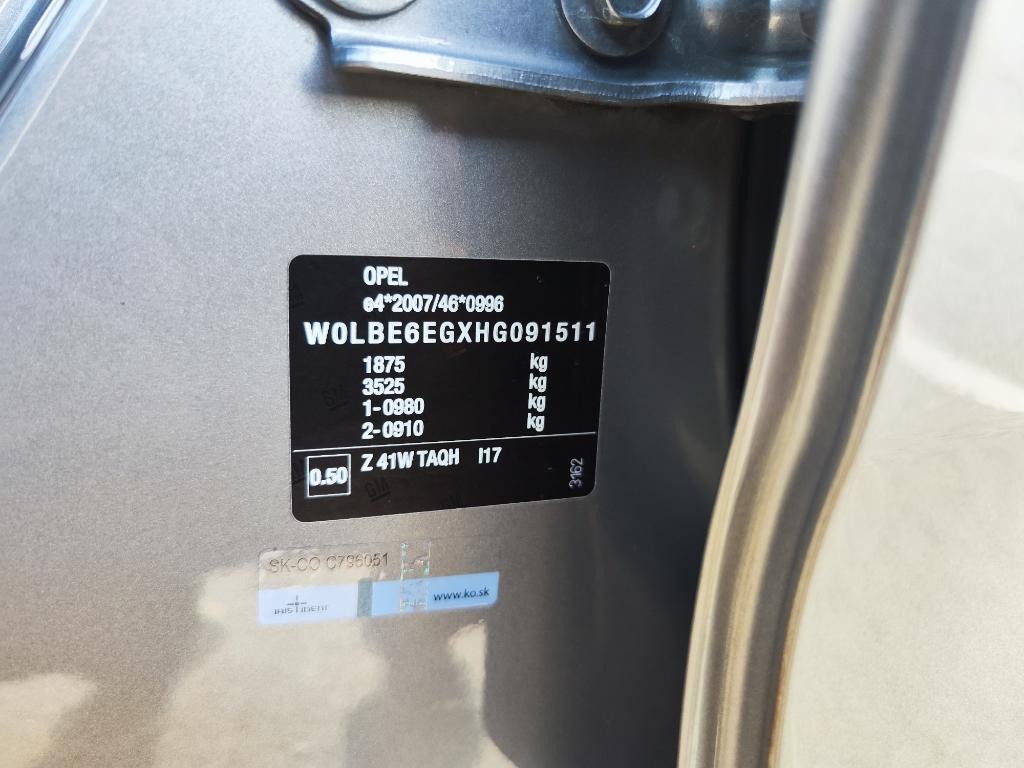 OPEL
e4*2007/46*0996
W0LBE6EGXHG091511
1875 kg
3525 kg
1-0980 kg
2-0910 kg
0.50 Z 41W TAQH I17
3162
GM
SK-CO C796051
www.ko.sk